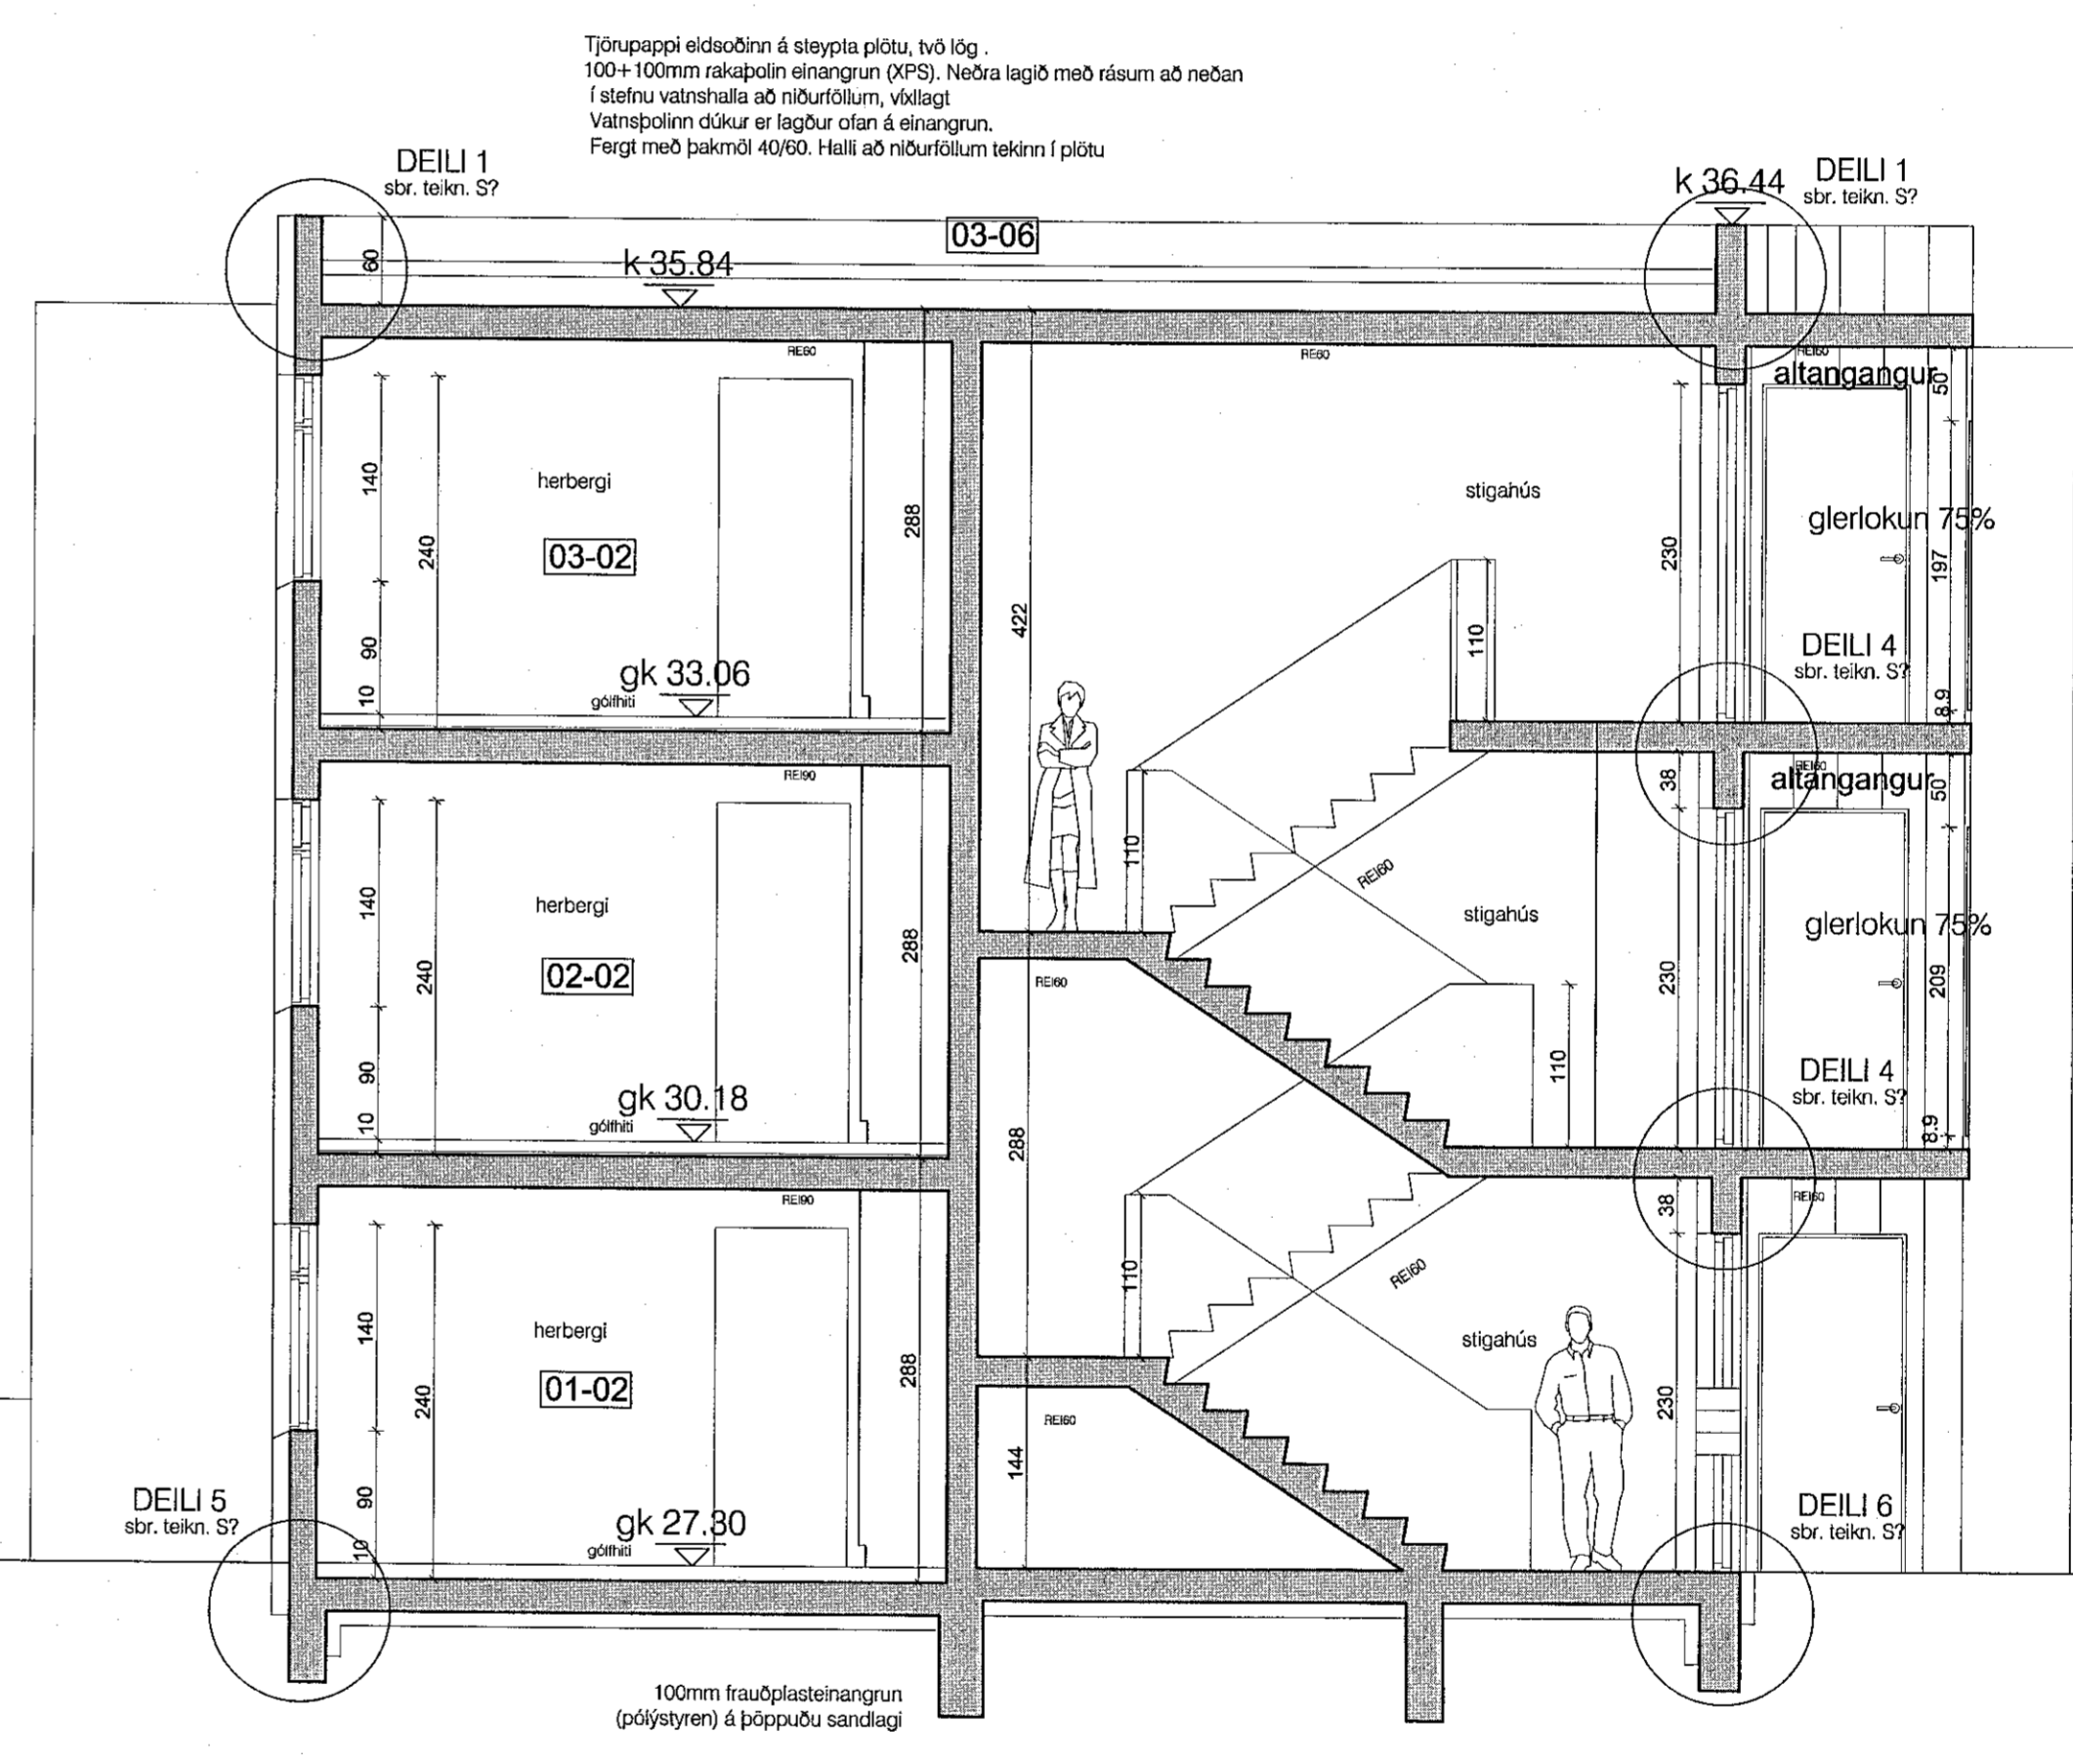 Tjörupappi eldsoðinn á steypta plötu, tvö lög .
100+100mm rakaþolin einangrun (XPS). Neðra lagið með rásum að neðan
í stefnu vatnshalla að niðurföllum, víxllagt
Vatnsþolinn dúkur er lagður ofan á einangrun.
Fergt með þakmöl 40/60. Halli að niðurföllum tekinn í plötu
DEILI 1
sbr. teikn. S?
k 36.44
DEILI 1
sbr. teikn. S?
03-06
60
k 35.84
RE60
RE60
REI60
altangangur
50
140
240
herbergi
03-02
288
422
stigahús
230
glerlokun 75%
197
110
90
10
gk 33.06
gólfhiti
DEILI 4
sbr. teikn. S?
8.9
REI90
38
REI60
altangangur
50
140
240
herbergi
02-02
288
110
REI60
stigahús
230
glerlokun 75%
209
REI60
110
90
10
gk 30.18
gólfhiti
288
DEILI 4
sbr. teikn. S?
8.9
REI90
38
REI60
140
240
herbergi
01-02
288
110
REI60
stigahús
230
REI60
144
90
10
gk 27.30
gólfhiti
DEILI 5
sbr. teikn. S?
DEILI 6
sbr. teikn. S?
100mm frauðplasteinangrun
(pólýstyren) á þöppuðu sandlagi